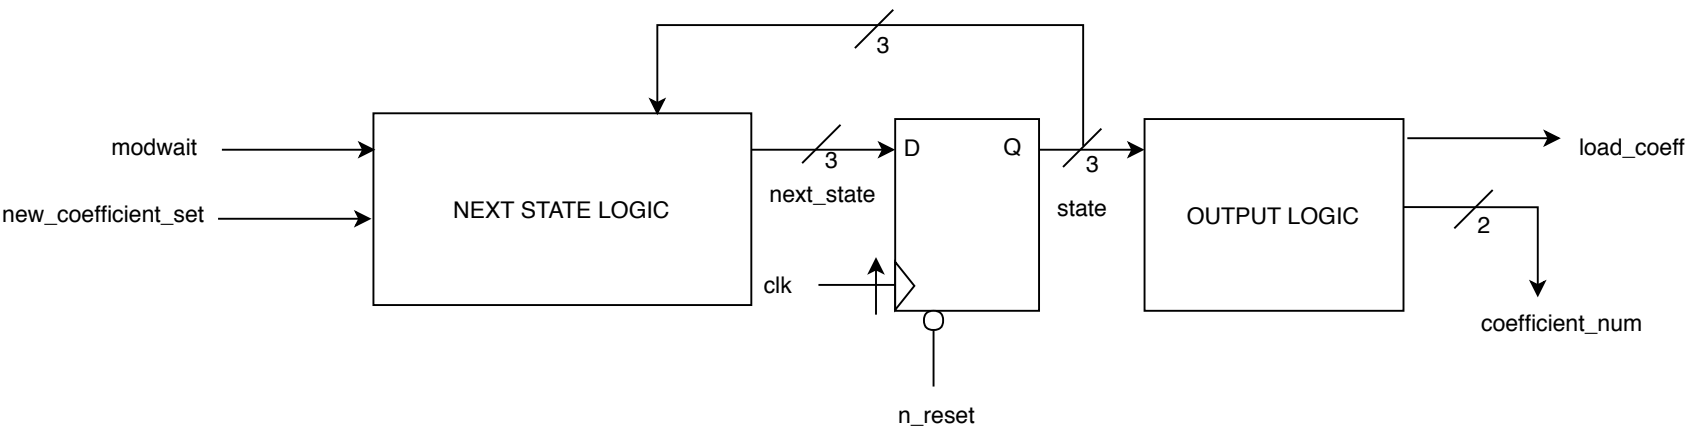 3
modwait
new_coefficient_set
NEXT STATE LOGIC
3
next_state
D
Q
clk
n_reset
3
state
OUTPUT LOGIC
load_coeff
2
coefficient_num